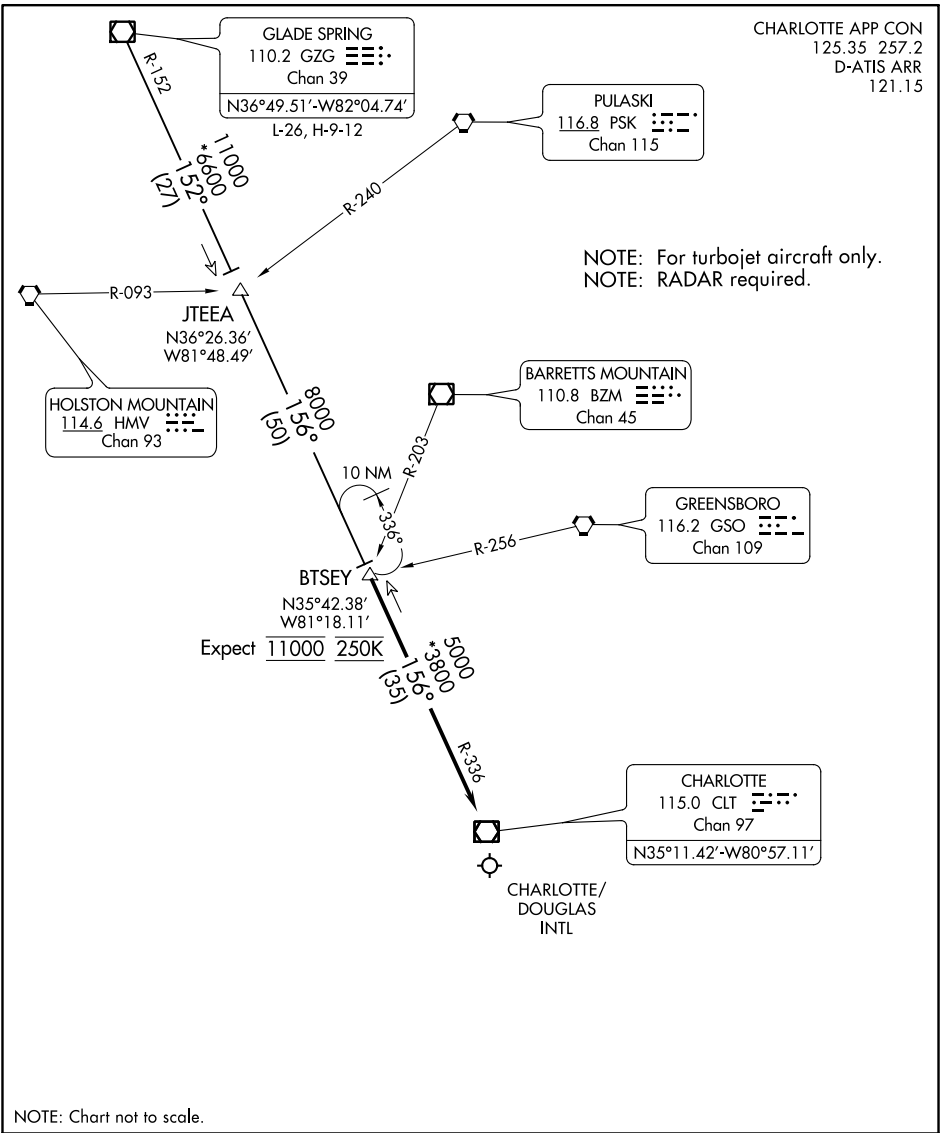 CHARLOTTE APP CON
125.35 257.2
D-ATIS ARR
121.15
GLADE SPRING
110.2 GZG
Chan 39
N36°49.51'-W82°04.74'
L-26, H-9-12
R-152
PULASKI
116.8 PSK
Chan 115
11000
*6600
152°
(27)
R-240
NOTE: For turbojet aircraft only.
NOTE: RADAR required.
R-093
JTEEA
N36°26.36'
W81°48.49'
HOLSTON MOUNTAIN
114.6 HMV
Chan 93
BARRETTS MOUNTAIN
110.8 BZM
Chan 45
8000
156°
(50)
R-203
10 NM
336°
GREENSBORO
116.2 GSO
Chan 109
R-256
BTSEY
N35°42.38'
W81°18.11'
Expect 11000 250K
5000
*3800
156°
(35)
R-336
CHARLOTTE
115.0 CLT
Chan 97
N35°11.42'-W80°57.11'
CHARLOTTE/
DOUGLAS
INTL
NOTE: Chart not to scale.